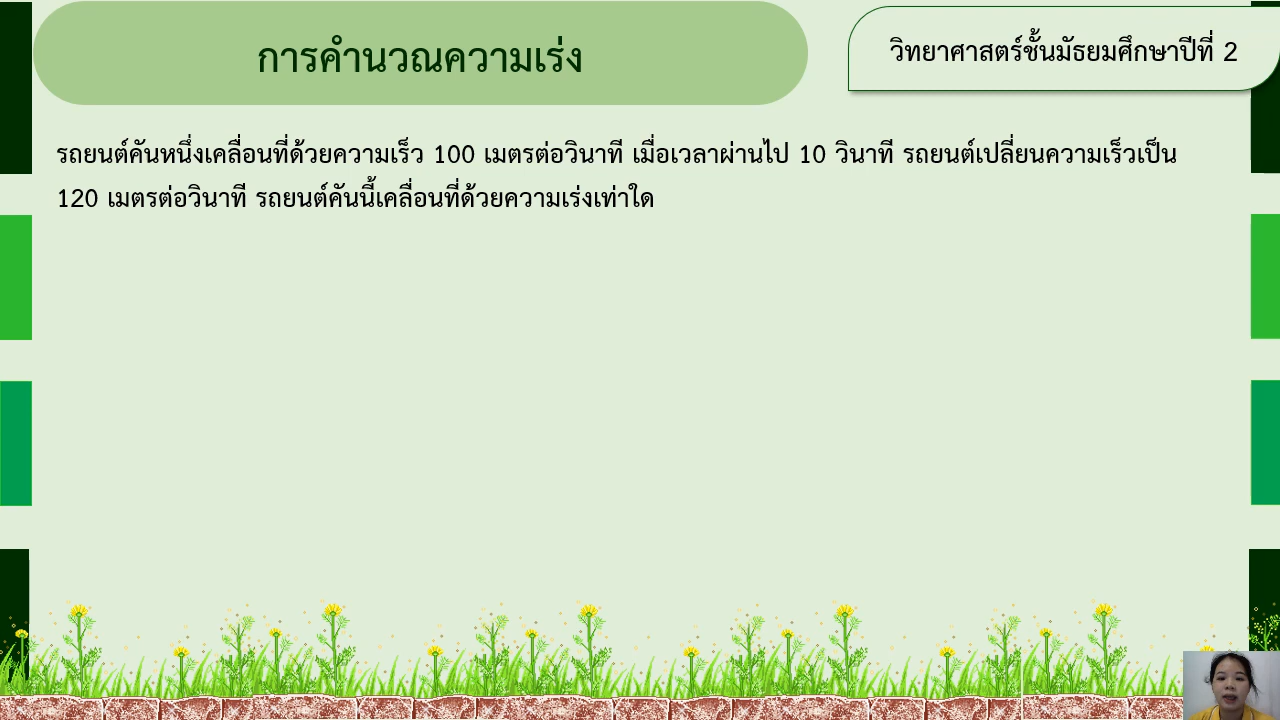 การคำนวณความเร่ง
วิทยาศาสตร์ชั้นมัธยมศึกษาปีที่ 2
รถยนต์คันหนึ่งเคลื่อนที่ด้วยความเร็ว 100 เมตรต่อวินาที เมื่อเวลาผ่านไป 10 วินาที รถยนต์เปลี่ยนความเร็วเป็น
120 เมตรต่อวินาที รถยนต์คันนี้เคลื่อนที่ด้วยความเร่งเท่าใด